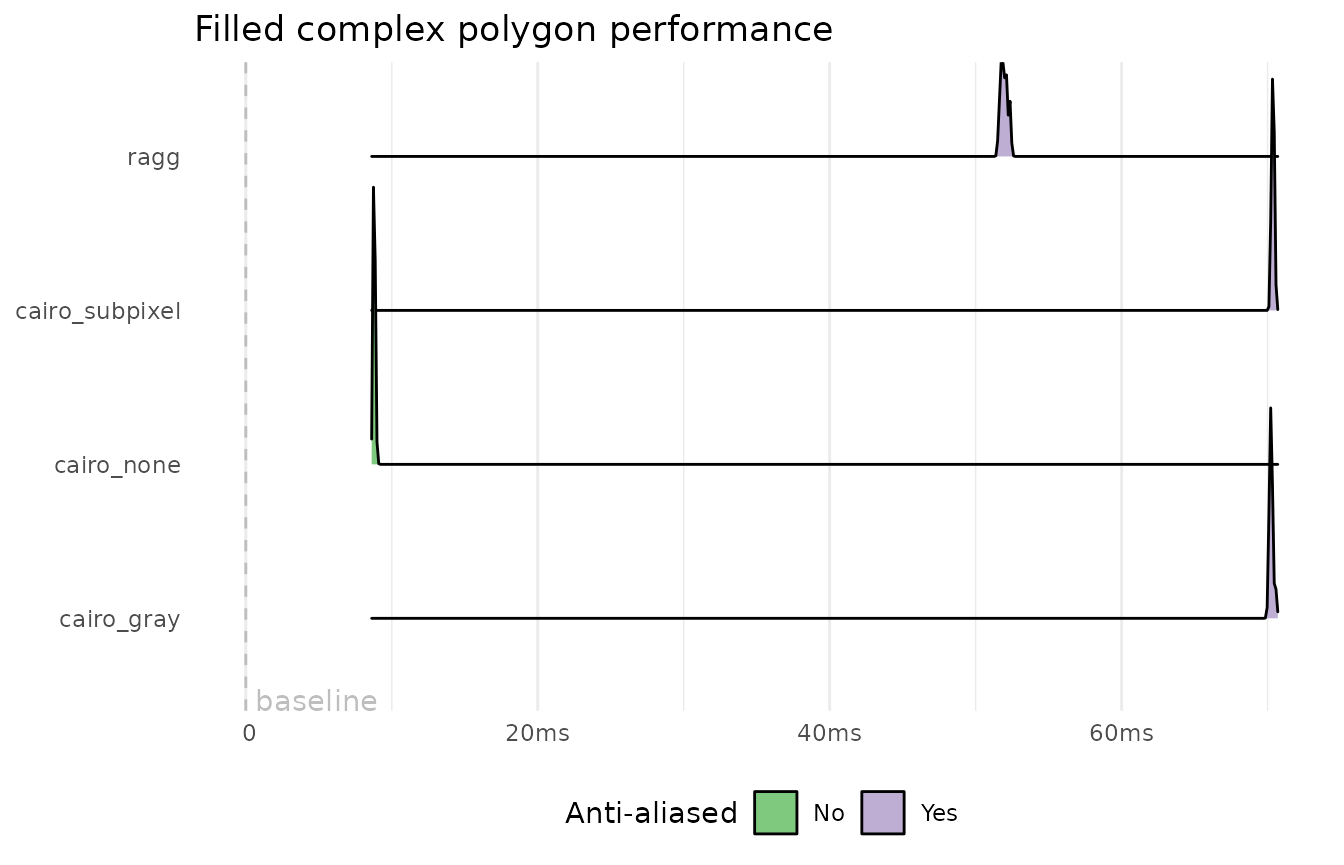 Filled complex polygon performance
ragg
cairo_subpixel
cairo_none
cairo_gray
baseline
0 20ms 40ms 60ms
Anti-aliased No Yes